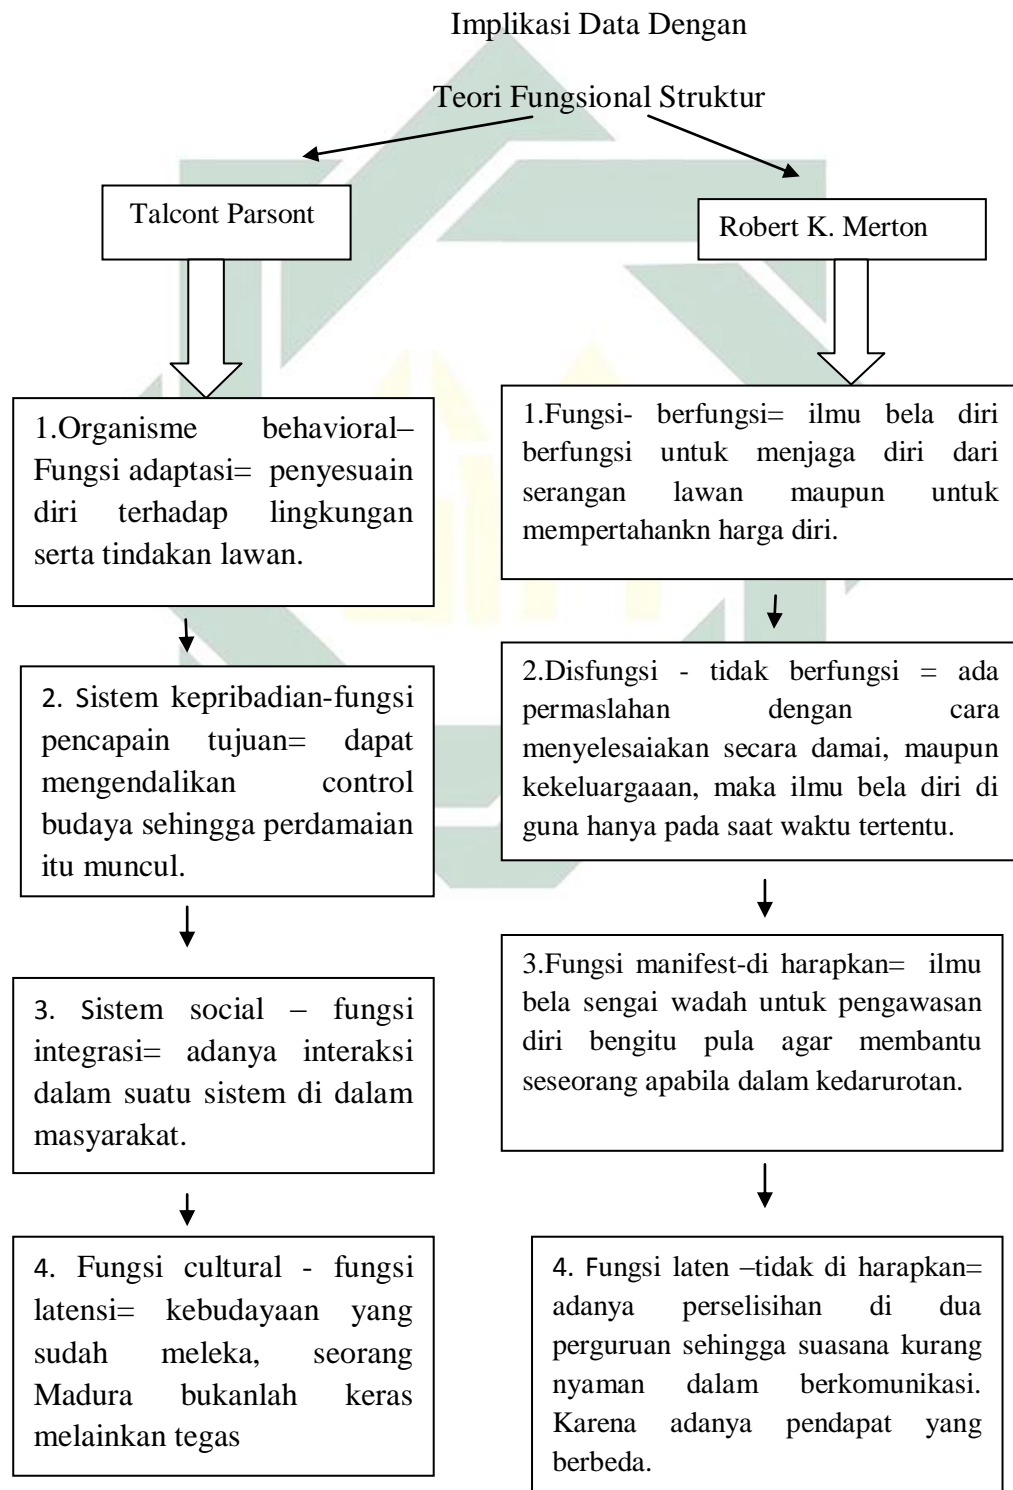 Implikasi Data Dengan
Teori Fungsional Struktur
Talcont Parsont
1.Organisme behavioral–
Fungsi adaptasi= penyesuain
diri terhadap lingkungan
serta tindakan lawan.
2. Sistem kepribadian-fungsi
pencapain tujuan= dapat
mengendalikan control
budaya sehingga perdamaian
itu muncul.
3. Sistem social – fungsi
integrasi= adanya interaksi
dalam suatu sistem di dalam
masyarakat.
4. Fungsi cultural - fungsi
latensi= kebudayaan yang
sudah meleka, seorang
Madura bukanlah keras
melainkan tegas
Robert K. Merton
1.Fungsi- berfungsi= ilmu bela diri
berfungsi untuk menjaga diri dari
serangan lawan maupun untuk
mempertahankn harga diri.
2.Disfungsi - tidak berfungsi = ada
permaslahan dengan cara
menyelesaiakan secara damai, maupun
kekeluargaaan, maka ilmu bela diri di
guna hanya pada saat waktu tertentu.
3.Fungsi manifest-di harapkan= ilmu
bela sengai wadah untuk pengawasan
diri bengitu pula agar membantu
seseorang apabila dalam kedarurotan.
4. Fungsi laten –tidak di harapkan=
adanya perselisihan di dua
perguruan sehingga suasana kurang
nyaman dalam berkomunikasi.
Karena adanya pendapat yang
berbeda.